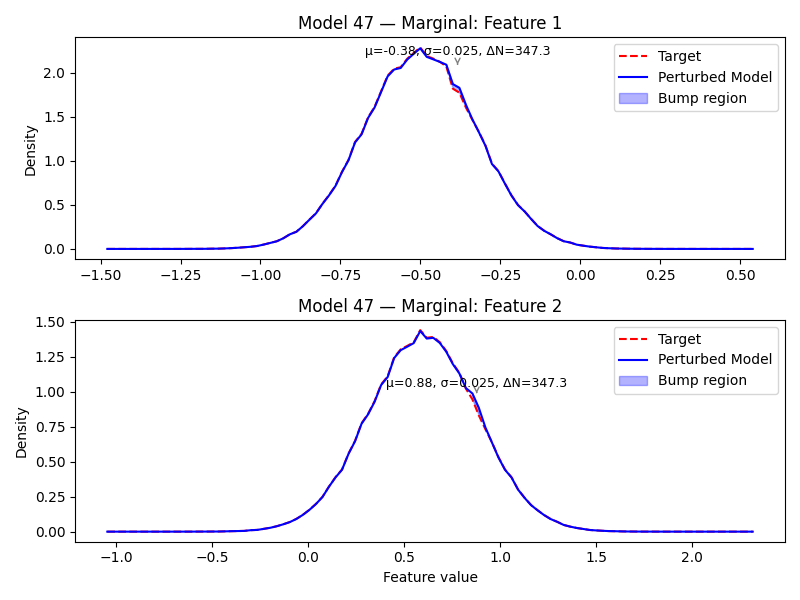 Model 47 — Marginal: Feature 1
μ=-0.38, σ=0.025, ΔN=347.3
Target
Perturbed Model
Bump region
Density
2.0
1.5
1.0
0.5
0.0
−1.50 −1.25 −1.00 −0.75 −0.50 −0.25 0.00 0.25 0.50
Model 47 — Marginal: Feature 2
Target
Perturbed Model
Bump region
μ=0.88, σ=0.025, ΔN=347.3
Density
1.50
1.25
1.00
0.75
0.50
0.25
0.00
−1.0 −0.5 0.0 0.5 1.0 1.5 2.0
Feature value